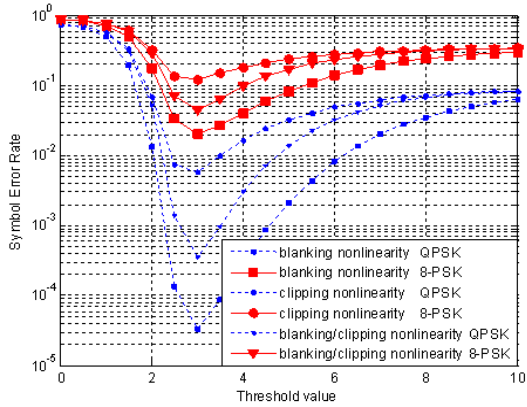 10^0
10^-1
10^-2
10^-3
10^-4
10^-5
Symbol Error Rate
blanking nonlinearity QPSK
blanking nonlinearity 8-PSK
clipping nonlinearity QPSK
clipping nonlinearity 8-PSK
blanking/clipping nonlinearity QPSK
blanking/clipping nonlinearity 8-PSK
0 2 4 6 8 10
Threshold value